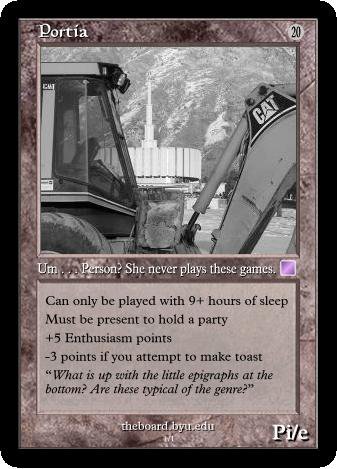 Portia
20
CAT
Um . . . Person? She never plays these games.
Can only be played with 9+ hours of sleep
Must be present to hold a party
+5 Enthusiasm points
-3 points if you attempt to make toast
“What is up with the little epigraphs at the
bottom? Are these typical of the genre?”
theboard.byu.edu
1/1
Pi/e